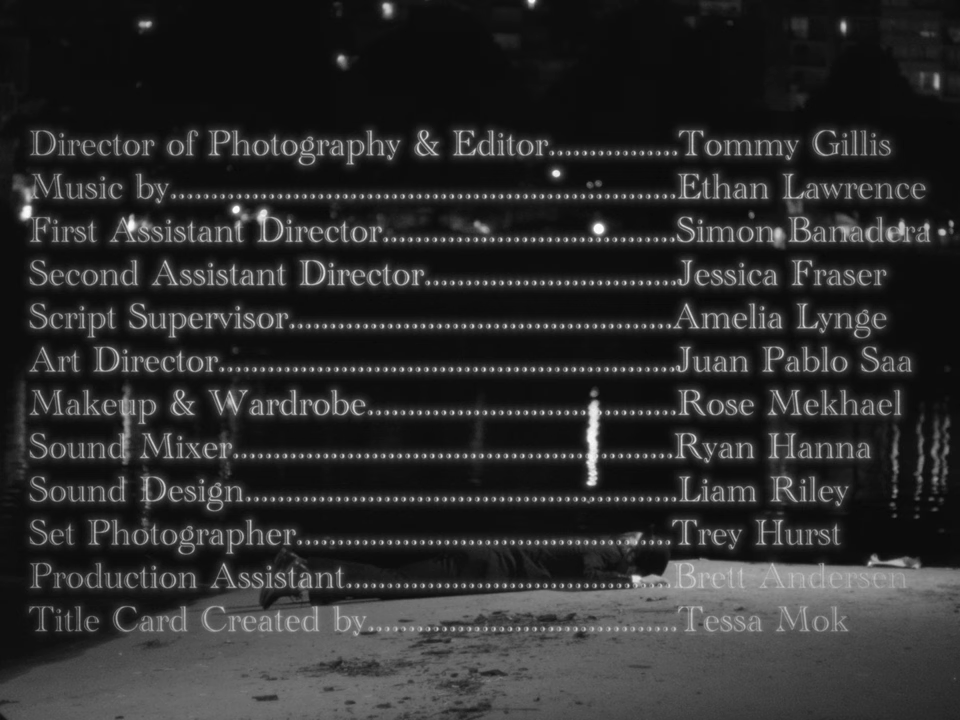 Director of Photography & Editor................Tommy Gillis
Music by................................................................Ethan Lawrence
First Assistant Director.....................................Simon Banadera
Second Assistant Director................................Jessica Fraser
Script Supervisor................................................Amelia Lynge
Art Director.........................................................Juan Pablo Saa
Makeup & Wardrobe.......................................Rose Mekhael
Sound Mixer.......................................................Ryan Hanna
Sound Design......................................................Liam Riley
Set Photographer...............................................Trey Hurst
Production Assistant..........................................Brett Andersen
Title Card Created by.......................................Tessa Mok